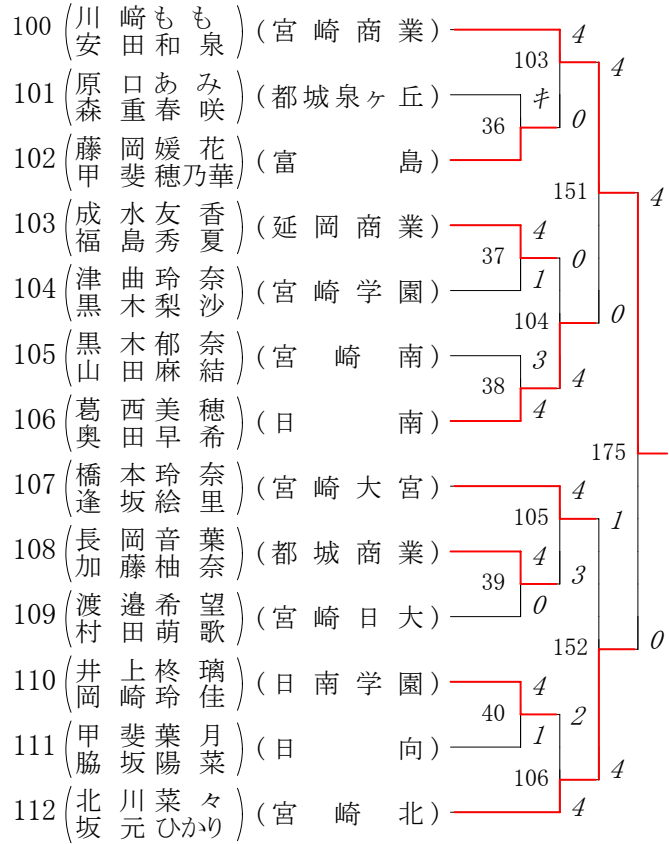 100 川﨑もも 安田和泉 (宮崎商業)
101 原口あみ 森重春咲 (都城泉ヶ丘)
102 藤岡媛花 甲斐穂乃華 (富島)
103 成水友香 福島秀夏 (延岡商業)
104 津曲玲奈 黒木梨沙 (宮崎学園)
105 黒木郁奈 山田麻結 (宮崎南)
106 葛西美穂 奥田早希 (日南)
107 橋本玲奈 逢坂絵里 (宮崎大宮)
108 長岡音葉 加藤柚奈 (都城商業)
109 渡邉希望 村田萌歌 (宮崎日大)
110 井上柊璃 岡崎玲佳 (日南学園)
111 甲斐葉月 脇坂陽菜 (日向)
112 北川菜々 坂元ひかり (宮崎北)
36
キ
37
4
1
38
3
4
39
4
0
40
4
1
103
4
0
104
0
4
105
4
3
106
2
4
151
4
0
152
1
4
175
4
0